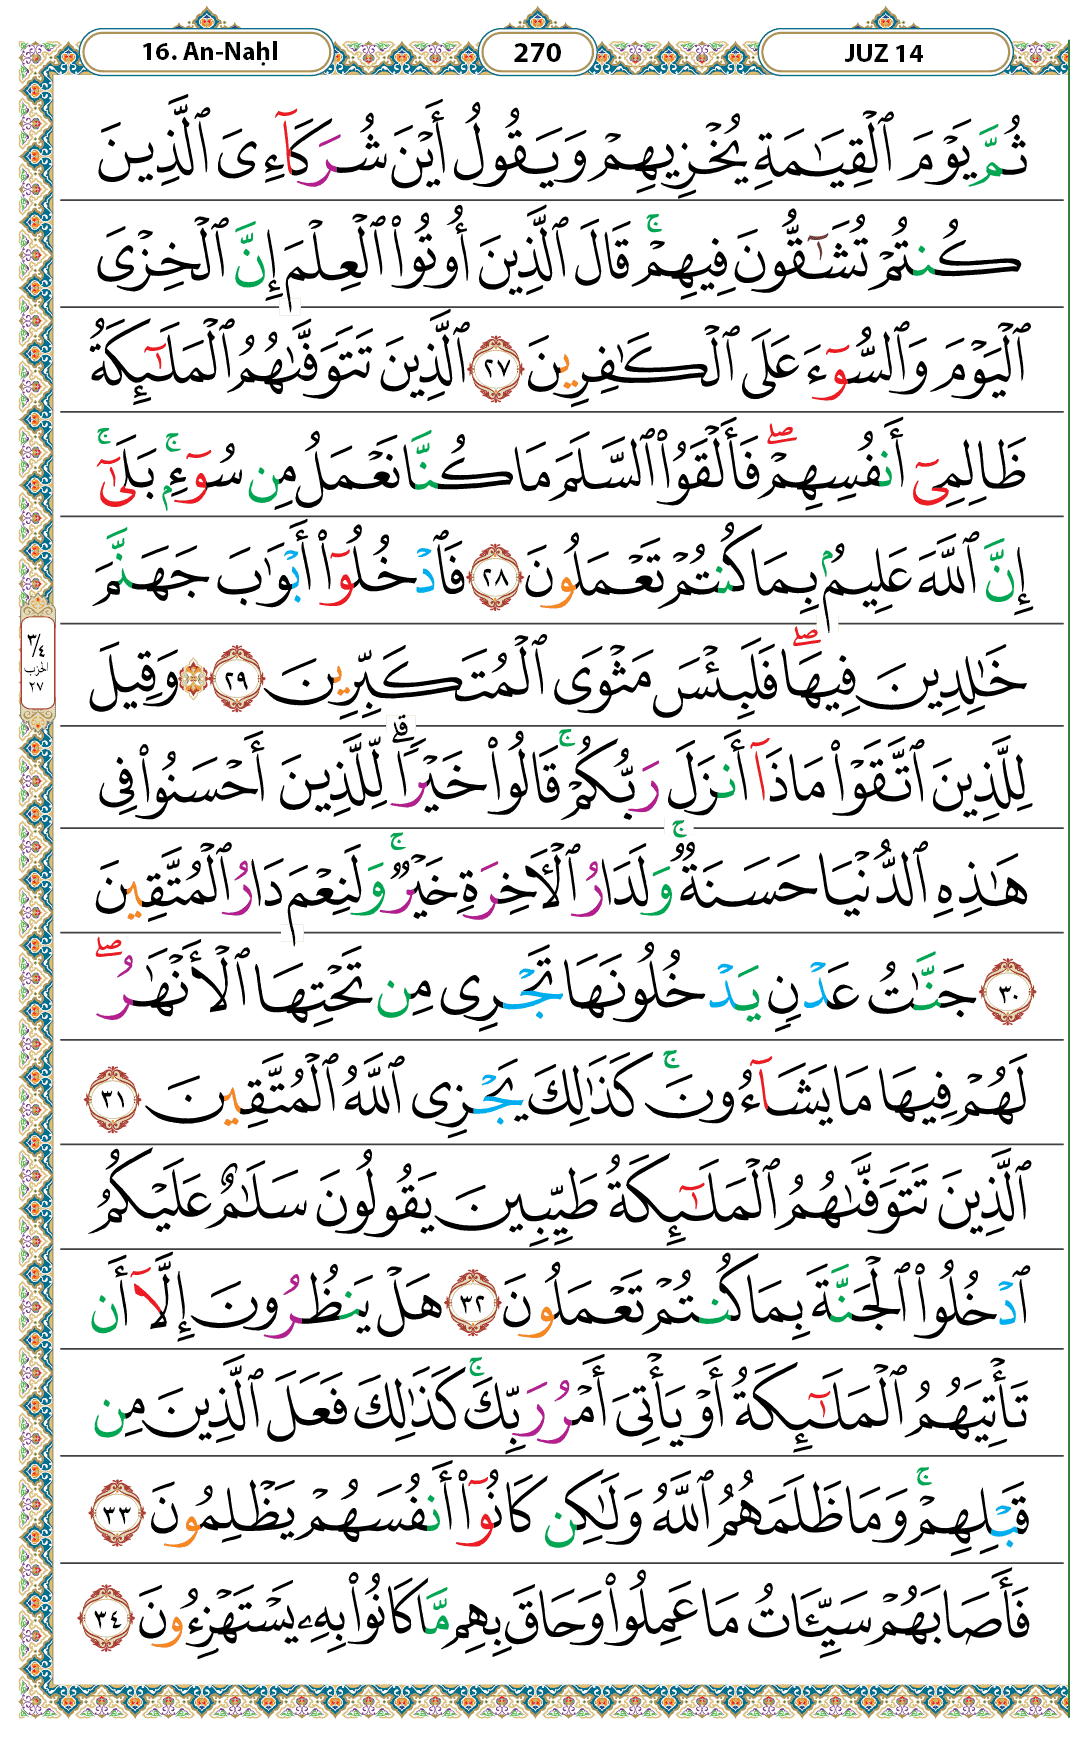 16. An-Naḥl
270
JUZ 14
ثُمَّ يَوْمَ ٱلْقِيَـٰمَةِ يُخْزِيهِمْ وَيَقُولُ أَيْنَ شُرَكَآءِىَ ٱلَّذِينَ
كُنتُمْ تُشَـٰٓقُّونَ فِيهِمْ ۚ قَالَ ٱلَّذِينَ أُوتُوا۟ ٱلْعِلْمَ إِنَّ ٱلْخِزْىَ
ٱلْيَوْمَ وَٱلسُّوٓءَ عَلَى ٱلْكَـٰفِرِينَ ٢٧ ٱلَّذِينَ تَتَوَفَّىٰهُمُ ٱلْمَلَـٰٓئِكَةُ
ظَالِمِىٓ أَنفُسِهِمْ ۖ فَأَلْقَوُا۟ ٱلسَّلَمَ مَا كُنَّا نَعْمَلُ مِن سُوٓءٍۭ ۚ بَلَىٰٓ ۚ
إِنَّ ٱللَّهَ عَلِيمٌۢ بِمَا كُنتُمْ تَعْمَلُونَ ٢٨ فَٱدْخُلُوٓا۟ أَبْوَٰبَ جَهَنَّمَ
خَـٰلِدِينَ فِيهَا ۖ فَلَبِئْسَ مَثْوَى ٱلْمُتَكَبِّرِينَ ٢٩ ۞ وَقِيلَ
٣/٤ الحزب ٢٧
لِلَّذِينَ ٱتَّقَوْا۟ مَاذَآ أَنزَلَ رَبُّكُمْ ۚ قَالُوا۟ خَيْرًا ۗ لِّلَّذِينَ أَحْسَنُوا۟ فِى
هَـٰذِهِ ٱلدُّنْيَا حَسَنَةٌ ۚ وَلَدَارُ ٱلْـَٔاخِرَةِ خَيْرٌ ۚ وَلَنِعْمَ دَارُ ٱلْمُتَّقِينَ
٣٠ جَنَّـٰتُ عَدْنٍ يَدْخُلُونَهَا تَجْرِى مِن تَحْتِهَا ٱلْأَنْهَـٰرُ ۖ
لَهُمْ فِيهَا مَا يَشَآءُونَ ۚ كَذَٰلِكَ يَجْزِى ٱللَّهُ ٱلْمُتَّقِينَ ٣١
ٱلَّذِينَ تَتَوَفَّىٰهُمُ ٱلْمَلَـٰٓئِكَةُ طَيِّبِينَ يَقُولُونَ سَلَـٰمٌ عَلَيْكُمُ
ٱدْخُلُوا۟ ٱلْجَنَّةَ بِمَا كُنتُمْ تَعْمَلُونَ ٣٢ هَلْ يَنظُرُونَ إِلَّآ أَن
تَأْتِيَهُمُ ٱلْمَلَـٰٓئِكَةُ أَوْ يَأْتِىَ أَمْرُ رَبِّكَ ۚ كَذَٰلِكَ فَعَلَ ٱلَّذِينَ مِن
قَبْلِهِمْ ۚ وَمَا ظَلَمَهُمُ ٱللَّهُ وَلَـٰكِن كَانُوٓا۟ أَنفُسَهُمْ يَظْلِمُونَ ٣٣
فَأَصَابَهُمْ سَيِّـَٔاتُ مَا عَمِلُوا۟ وَحَاقَ بِهِم مَّا كَانُوا۟ بِهِۦ يَسْتَهْزِءُونَ ٣٤